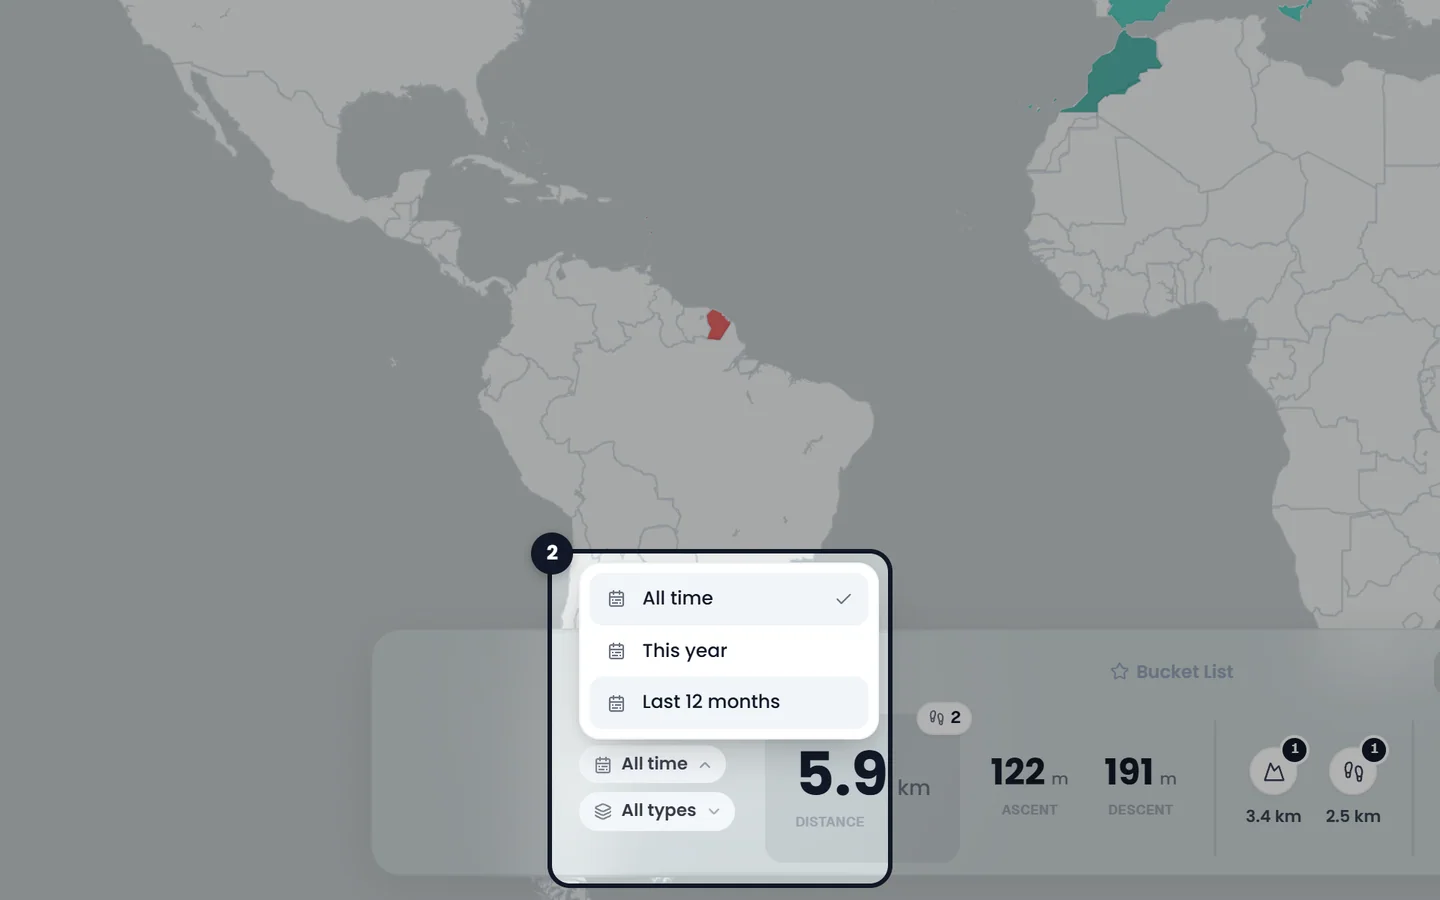 2
All time
This year
Last 12 months
Bucket List
2
All time
All types
5.9 km
DISTANCE
122 m
ASCENT
191 m
DESCENT
1
3.4 km
1
2.5 km